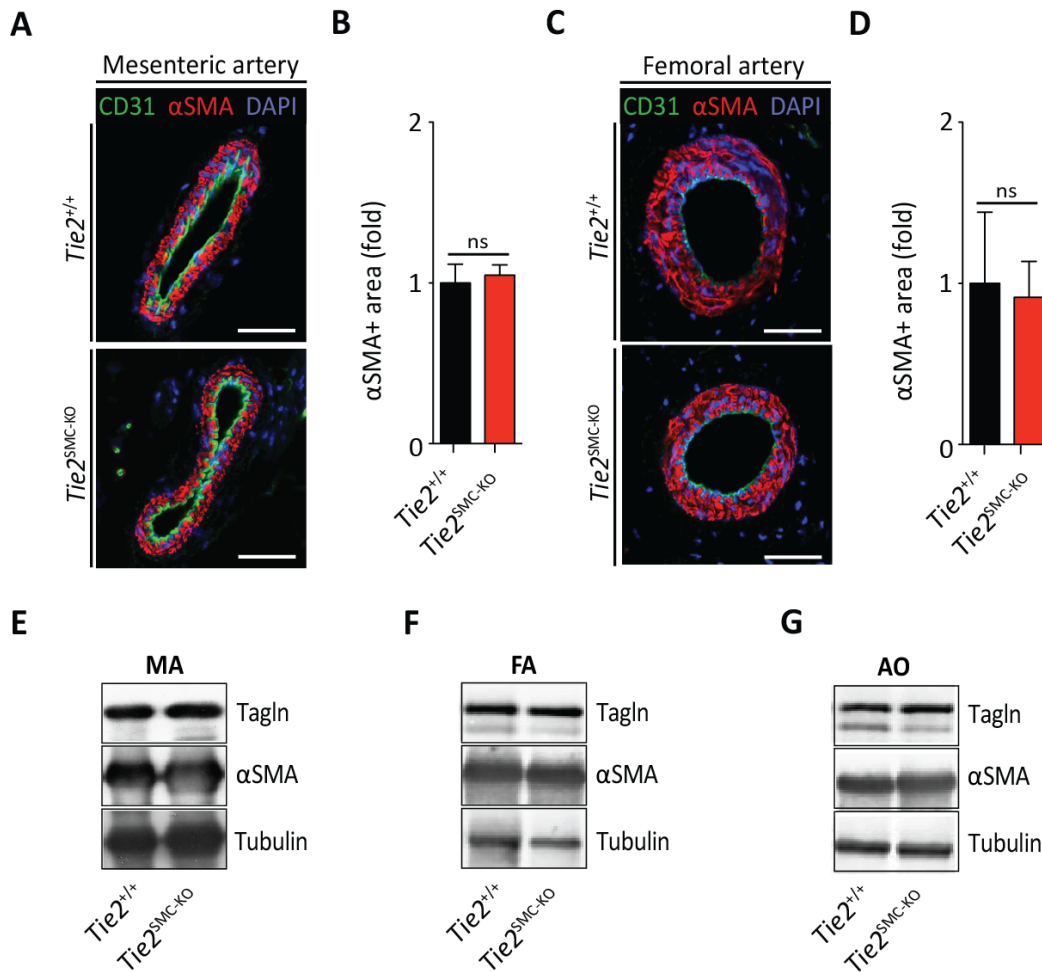 A
Mesenteric artery
CD31 αSMA DAPI
Tie2+/+
Tie2SMC-KO
B
αSMA+ area (fold)
2
1
0
ns
Tie2+/+
Tie2SMC-KO
C
Femoral artery
CD31 αSMA DAPI
Tie2+/+
Tie2SMC-KO
D
αSMA+ area (fold)
2
1
0
ns
Tie2+/+
Tie2SMC-KO
E
MA
Tagln
αSMA
Tubulin
Tie2+/+
Tie2SMC-KO
F
FA
Tagln
αSMA
Tubulin
Tie2+/+
Tie2SMC-KO
G
AO
Tagln
αSMA
Tubulin
Tie2+/+
Tie2SMC-KO